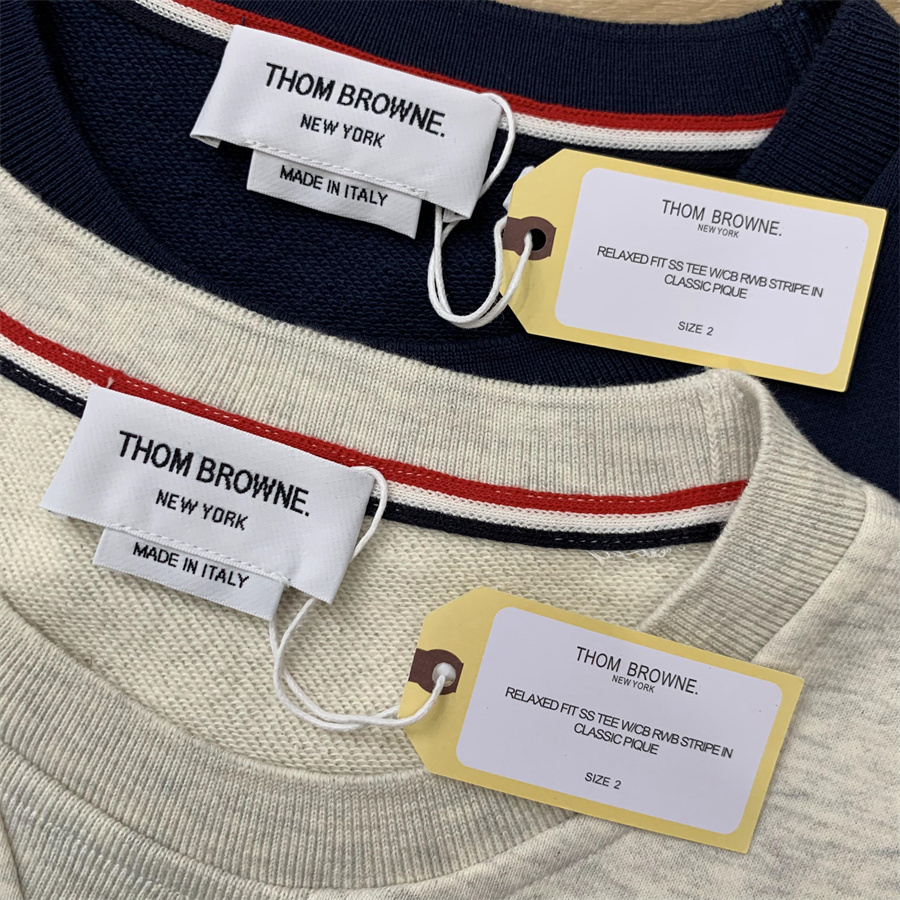 THOM BROWNE.
NEW YORK
MADE IN ITALY
THOM BROWNE.
NEW YORK
RELAXED FIT SS TEE W/CB RWB STRIPE IN
CLASSIC PIQUE
SIZE 2
THOM BROWNE.
NEW YORK
MADE IN ITALY
THOM BROWNE.
NEW YORK
RELAXED FIT SS TEE W/CB RWB STRIPE IN
CLASSIC PIQUE
SIZE 2